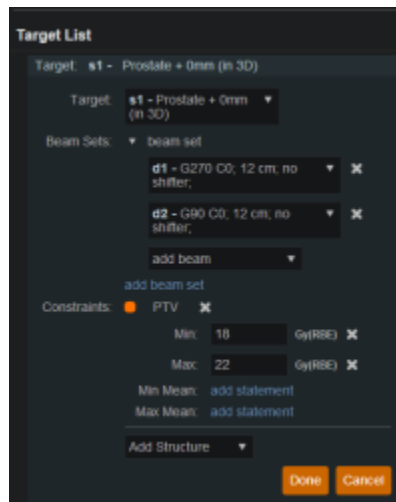 Target List
Target: s1 - Prostate + 0mm (in 3D)
Target: s1 - Prostate + 0mm
(in 3D)
Beam Sets: beam set
d1 - G270 C0; 12 cm; no
shifter;
d2 - G90 C0; 12 cm; no
shifter;
add beam
add beam set
Constraints: PTV
Min: 18 Gy(RBE)
Max: 22 Gy(RBE)
Min Mean: add statement
Max Mean: add statement
Add Structure
Done Cancel